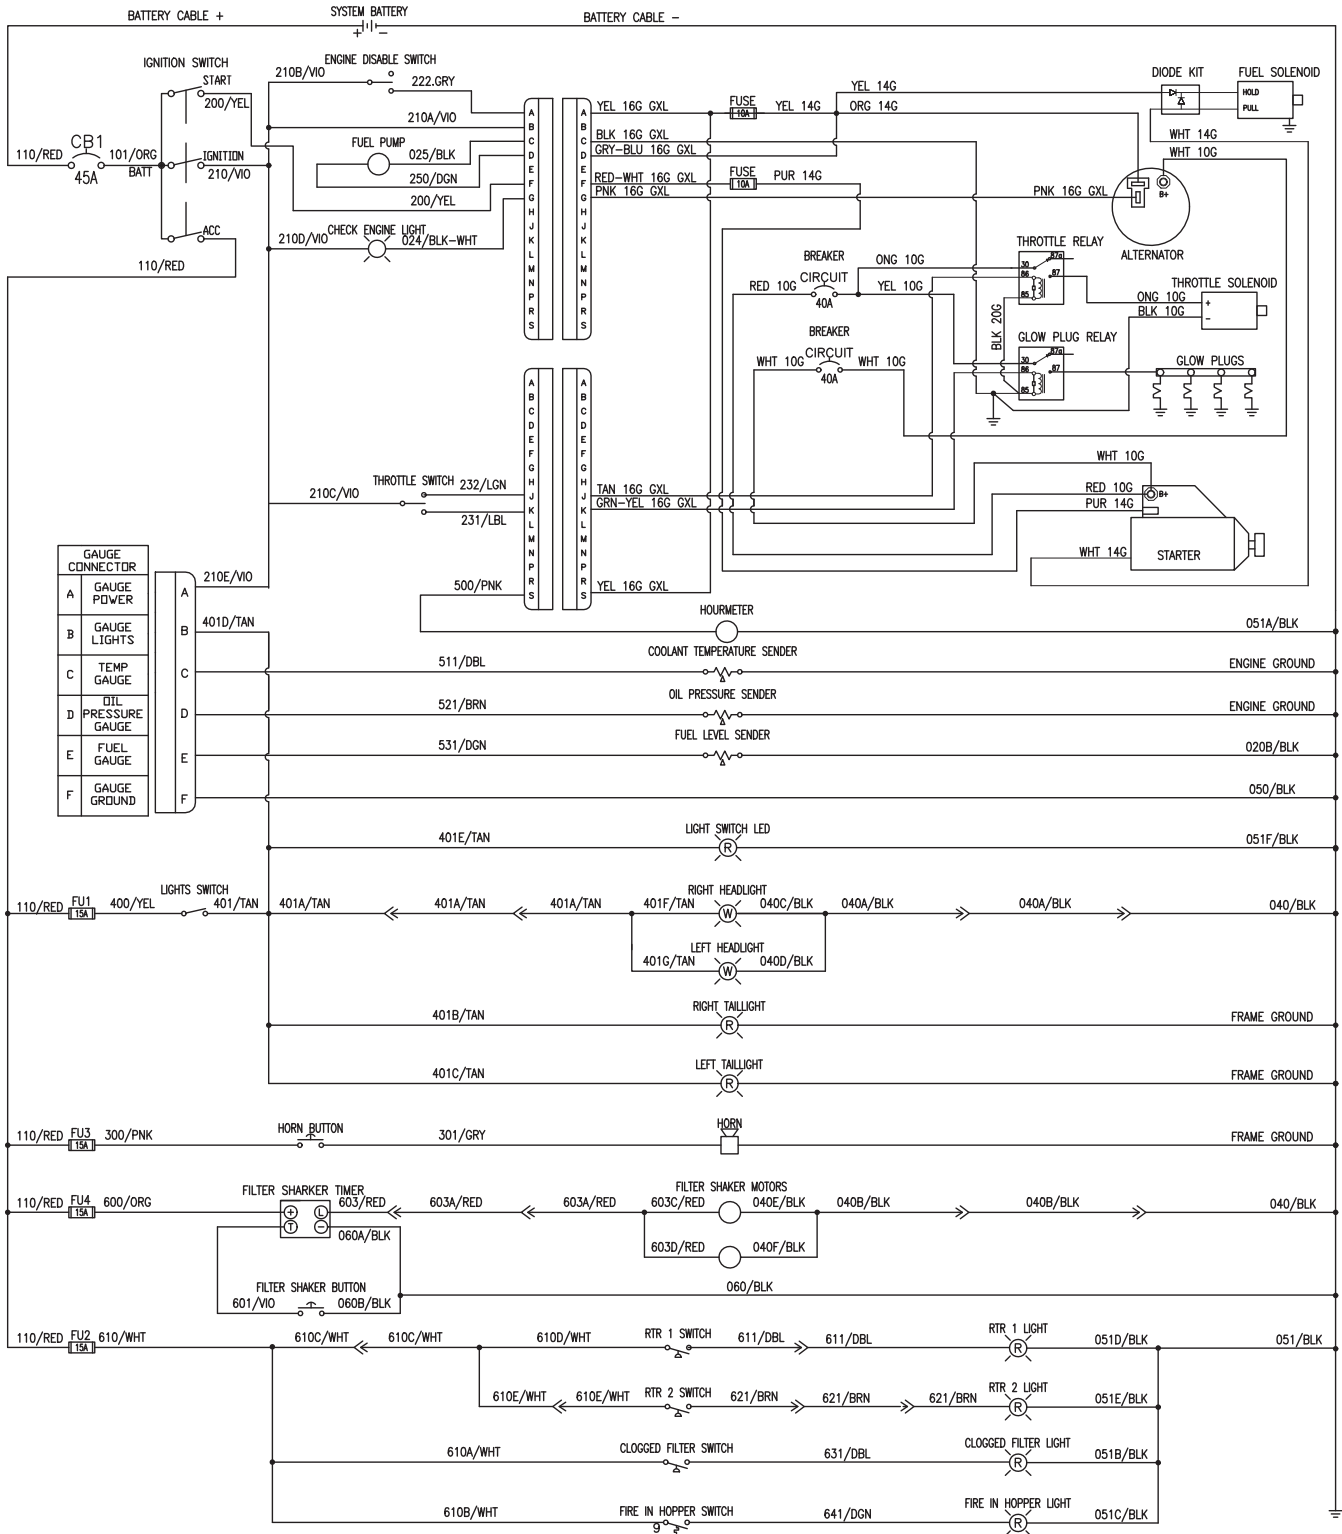 BATTERY CABLE +
SYSTEM BATTERY
BATTERY CABLE −
+ −
IGNITION SWITCH
START
200/YEL
CB1
110/RED
101/ORG
BATT
45A
IGNITION
210/VIO
ACC
110/RED
ENGINE DISABLE SWITCH
210B/VIO
222.GRY
210A/VIO
FUEL PUMP
025/BLK
250/DGN
200/YEL
CHECK ENGINE LIGHT
210D/VIO
024/BLK-WHT
A A
B B
C C
D D
E E
F F
G G
H H
J J
K K
L L
M M
N N
P P
R R
S S
YEL 16G GXL
FUSE
10A
YEL 14G
YEL 14G
ORG 14G
BLK 16G GXL
GRY-BLU 16G GXL
RED-WHT 16G GXL
FUSE
10A
PUR 14G
PNK 16G GXL
PNK 16G GXL
DIODE KIT
FUEL SOLENOID
HOLD
PULL
WHT 14G
WHT 10G
B+
ALTERNATOR
BREAKER
CIRCUIT
40A
RED 10G
ONG 10G
YEL 10G
THROTTLE RELAY
30
87a
86
87
85
THROTTLE SOLENOID
ONG 10G
BLK 10G
+
−
BLK 20G
BREAKER
CIRCUIT
40A
WHT 10G
WHT 10G
GLOW PLUG RELAY
30
87a
86
87
85
GLOW PLUGS
A A
B B
C C
D D
E E
F F
G G
H H
J J
K K
L L
M M
N N
P P
R R
S S
THROTTLE SWITCH
210C/VIO
232/LGN
231/LBL
TAN 16G GXL
GRN-YEL 16G GXL
WHT 10G
RED 10G
B+
PUR 14G
WHT 14G
STARTER
500/PNK
YEL 16G GXL
GAUGE
CONNECTOR
A GAUGE
POWER
B GAUGE
LIGHTS
C TEMP
GAUGE
D OIL
PRESSURE
GAUGE
E FUEL
GAUGE
F GAUGE
GROUND
A
B
C
D
E
F
210E/VIO
401D/TAN
HOURMETER
051A/BLK
511/DBL
COOLANT TEMPERATURE SENDER
ENGINE GROUND
521/BRN
OIL PRESSURE SENDER
ENGINE GROUND
531/DGN
FUEL LEVEL SENDER
020B/BLK
050/BLK
401E/TAN
LIGHT SWITCH LED
R
051F/BLK
110/RED
FU1
15A
400/YEL
LIGHTS SWITCH
401/TAN
401A/TAN
401A/TAN
401A/TAN
401F/TAN
RIGHT HEADLIGHT
W
040C/BLK
040A/BLK
040A/BLK
040/BLK
401G/TAN
LEFT HEADLIGHT
W
040D/BLK
401B/TAN
RIGHT TAILLIGHT
R
FRAME GROUND
401C/TAN
LEFT TAILLIGHT
R
FRAME GROUND
110/RED
FU3
15A
300/PNK
HORN BUTTON
301/GRY
HORN
FRAME GROUND
110/RED
FU4
15A
600/ORG
FILTER SHARKER TIMER
+ L
T −
603/RED
060A/BLK
603A/RED
603A/RED
603C/RED
FILTER SHAKER MOTORS
040E/BLK
040B/BLK
040B/BLK
040/BLK
603D/RED
040F/BLK
FILTER SHAKER BUTTON
601/VIO
060B/BLK
060/BLK
110/RED
FU2
15A
610/WHT
610C/WHT
610C/WHT
610D/WHT
RTR 1 SWITCH
611/DBL
611/DBL
RTR 1 LIGHT
R
051D/BLK
051/BLK
610E/WHT
610E/WHT
RTR 2 SWITCH
621/BRN
621/BRN
621/BRN
RTR 2 LIGHT
R
051E/BLK
610A/WHT
CLOGGED FILTER SWITCH
631/DBL
CLOGGED FILTER LIGHT
R
051B/BLK
610B/WHT
FIRE IN HOPPER SWITCH
9
641/DGN
FIRE IN HOPPER LIGHT
R
051C/BLK